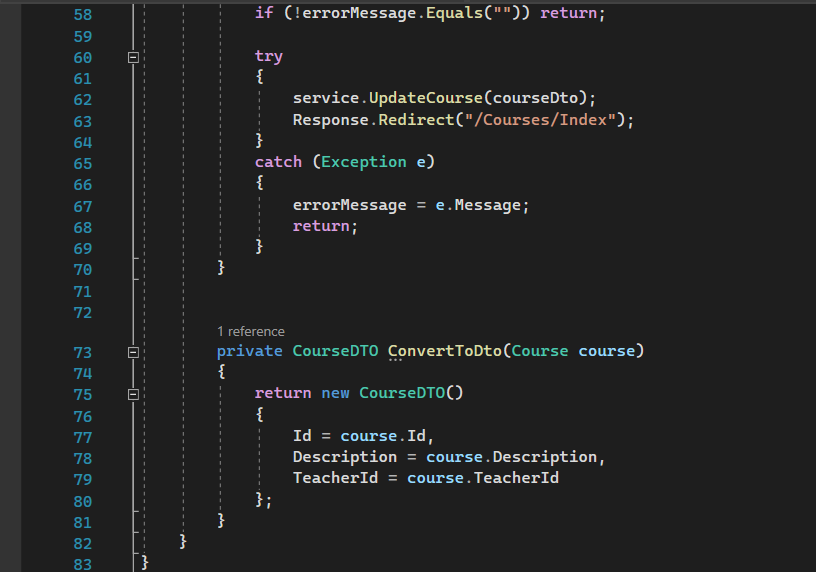 58 if (!errorMessage.Equals("")) return;
59
60 try
61 {
62 service.UpdateCourse(courseDto);
63 Response.Redirect("/Courses/Index");
64 }
65 catch (Exception e)
66 {
67 errorMessage = e.Message;
68 return;
69 }
70 }
71
72
1 reference
73 private CourseDTO ConvertToDto(Course course)
74 {
75 return new CourseDTO()
76 {
77 Id = course.Id,
78 Description = course.Description,
79 TeacherId = course.TeacherId
80 };
81 }
82 }
83 }